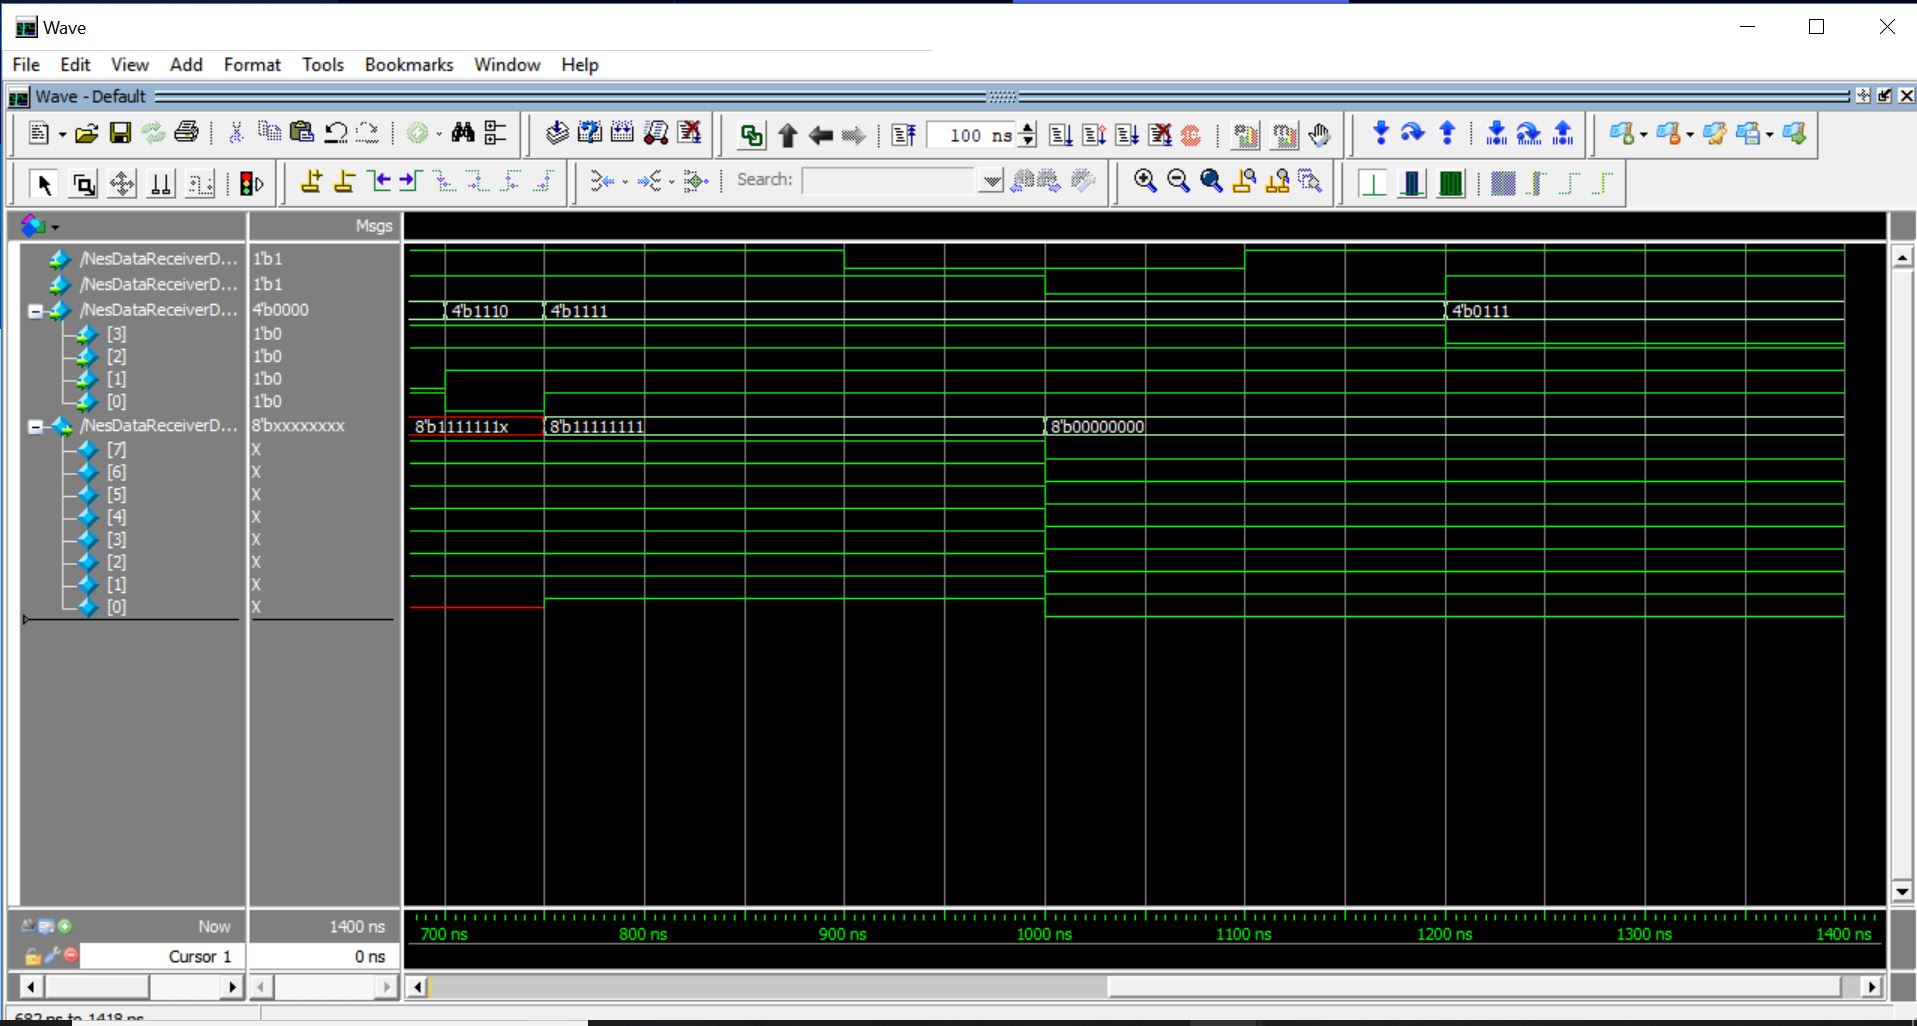 Wave
File Edit View Add Format Tools Bookmarks Window Help
Wave - Default
100 ns
Search:
Msgs
/NesDataReceiverD... 1'b1
/NesDataReceiverD... 1'b1
/NesDataReceiverD... 4'b0000 4'b1110 4'b1111 4'b0111
[3] 1'b0
[2] 1'b0
[1] 1'b0
[0] 1'b0
/NesDataReceiverD... 8'bxxxxxxxx 8'b1111111x 8'b11111111 8'b00000000
[7] X
[6] X
[5] X
[4] X
[3] X
[2] X
[1] X
[0] X
Now 1400 ns
700 ns 800 ns 900 ns 1000 ns 1100 ns 1200 ns 1300 ns 1400 ns
Cursor 1 0 ns
682 ns to 1418 ns